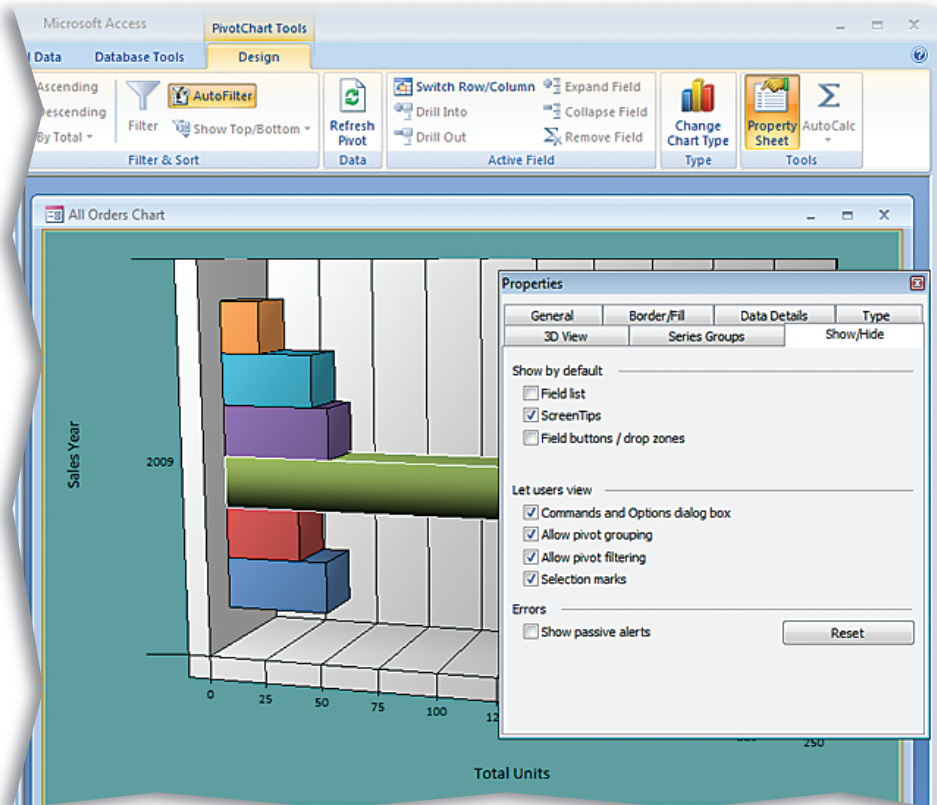 Microsoft Access
PivotChart Tools
Data
Database Tools
Design
Ascending
Descending
By Total
Filter
AutoFilter
Show Top/Bottom
Filter & Sort
Refresh
Pivot
Data
Switch Row/Column
Drill Into
Drill Out
Expand Field
Collapse Field
Remove Field
Active Field
Change
Chart Type
Type
Property
Sheet
AutoCalc
Tools
All Orders Chart
Sales Year
2009
0
25
50
75
100
250
Total Units
Properties
General
Border/Fill
Data Details
Type
3D View
Series Groups
Show/Hide
Show by default
Field list
ScreenTips
Field buttons / drop zones
Let users view
Commands and Options dialog box
Allow pivot grouping
Allow pivot filtering
Selection marks
Errors
Show passive alerts
Reset